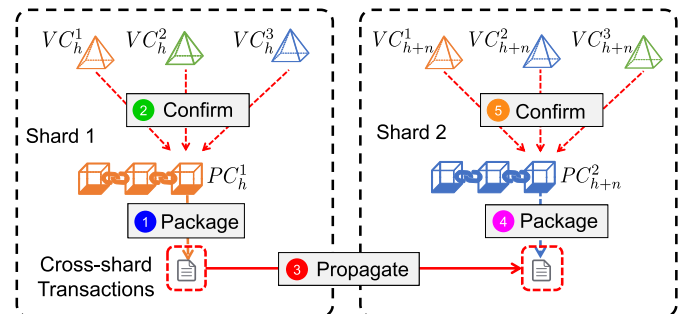 $VC_h^1$ $VC_h^2$ $VC_h^3$
2 Confirm
Shard 1
$PC_h^1$
1 Package
Cross-shard
Transactions
3 Propagate
$VC_{h+n}^1$ $VC_{h+n}^2$ $VC_{h+n}^3$
5 Confirm
Shard 2
$PC_{h+n}^2$
4 Package